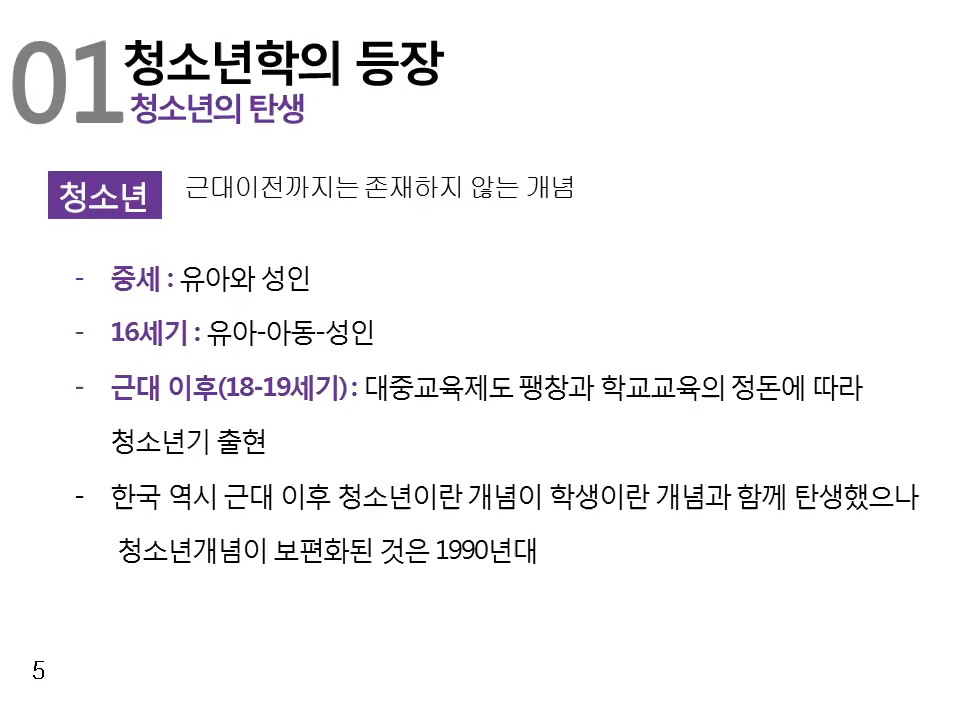 01
청소년학의 등장
청소년의 탄생
청소년
근대이전까지는 존재하지 않는 개념
- 중세 : 유아와 성인
- 16세기 : 유아-아동-성인
- 근대 이후(18-19세기) : 대중교육제도 팽창과 학교교육의 정돈에 따라
청소년기 출현
- 한국 역시 근대 이후 청소년이란 개념이 학생이란 개념과 함께 탄생했으나
청소년개념이 보편화된 것은 1990년대
5